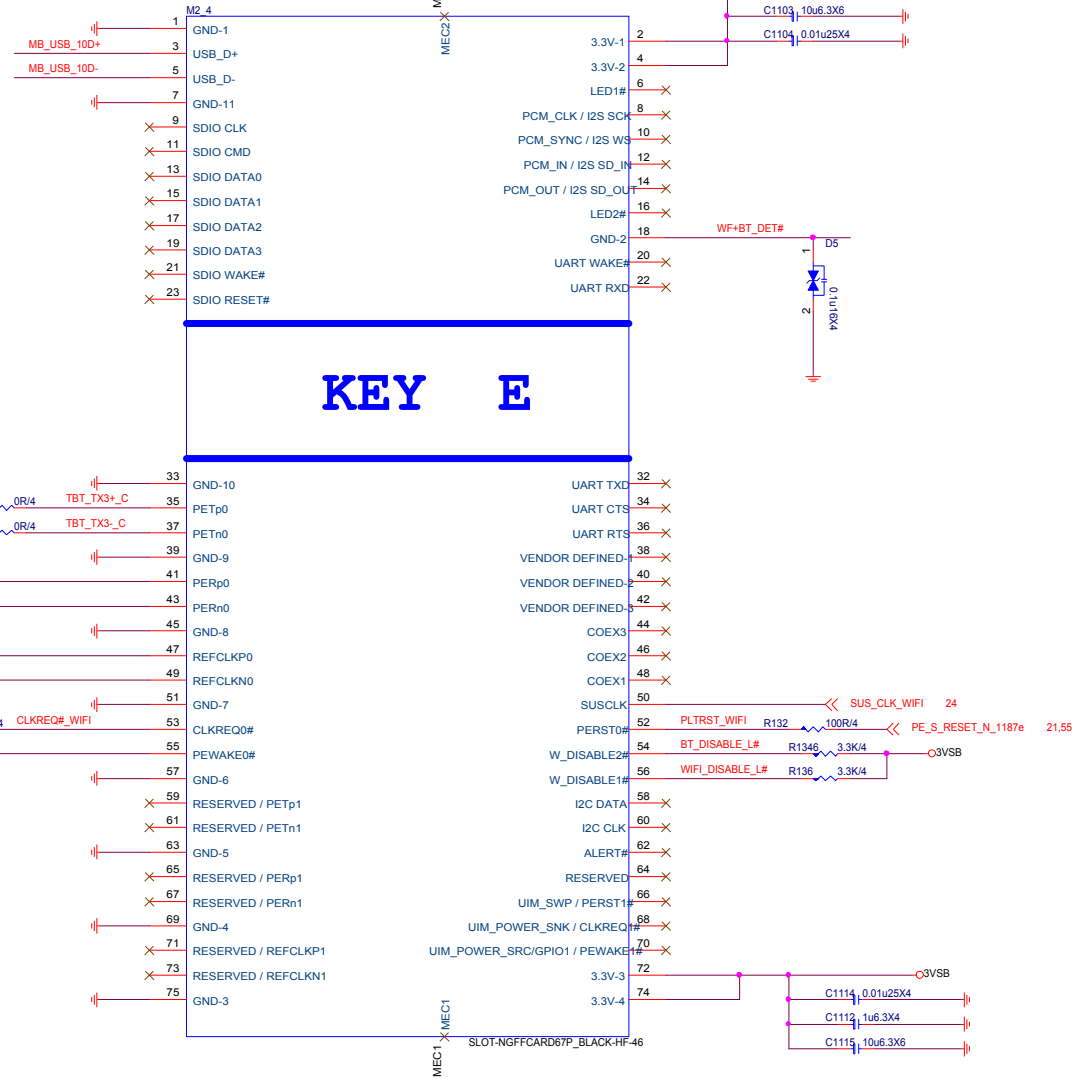 M2_4
MEC2
C1103 10u6.3X6
C1104 0.01u25X4
1 GND-1
MB_USB_10D+ 3 USB_D+ 3.3V-1 2
MB_USB_10D- 5 USB_D- 3.3V-2 4
7 GND-11 LED1# 6
9 SDIO CLK PCM_CLK / I2S SCK 8
11 SDIO CMD PCM_SYNC / I2S WS 10
13 SDIO DATA0 PCM_IN / I2S SD_IN 12
15 SDIO DATA1 PCM_OUT / I2S SD_OUT 14
17 SDIO DATA2 LED2# 16
19 SDIO DATA3 GND-2 18 WF+BT_DET#
21 SDIO WAKE# UART WAKE# 20
23 SDIO RESET# UART RXD 22
D5
1
0.1u16X4
2
KEY E
33 GND-10 UART TXD 32
0R/4 TBT_TX3+_C 35 PETp0 UART CTS 34
0R/4 TBT_TX3-_C 37 PETn0 UART RTS 36
39 GND-9 VENDOR DEFINED-1 38
41 PERp0 VENDOR DEFINED-2 40
43 PERn0 VENDOR DEFINED-3 42
45 GND-8 COEX3 44
47 REFCLKP0 COEX2 46
49 REFCLKN0 COEX1 48
51 GND-7 SUSCLK 50 SUS_CLK_WIFI 24
4 CLKREQ#_WIFI 53 CLKREQ0# PERST0# 52 PLTRST_WIFI R132 100R/4 PE_S_RESET_N_1187e 21,55
55 PEWAKE0# W_DISABLE2# 54 BT_DISABLE_L# R1346 3.3K/4 3VSB
57 GND-6 W_DISABLE1# 56 WIFI_DISABLE_L# R136 3.3K/4
59 RESERVED / PETp1 I2C DATA 58
61 RESERVED / PETn1 I2C CLK 60
63 GND-5 ALERT# 62
65 RESERVED / PERp1 RESERVED 64
67 RESERVED / PERn1 UIM_SWP / PERST1# 66
69 GND-4 UIM_POWER_SNK / CLKREQ1# 68
71 RESERVED / REFCLKP1 UIM_POWER_SRC/GPIO1 / PEWAKE1# 70
73 RESERVED / REFCLKN1 3.3V-3 72 3VSB
75 GND-3 3.3V-4 74
C1114 0.01u25X4
C1112 1u6.3X4
C1115 10u6.3X6
MEC1
MEC1
SLOT-NGFFCARD67P_BLACK-HF-46